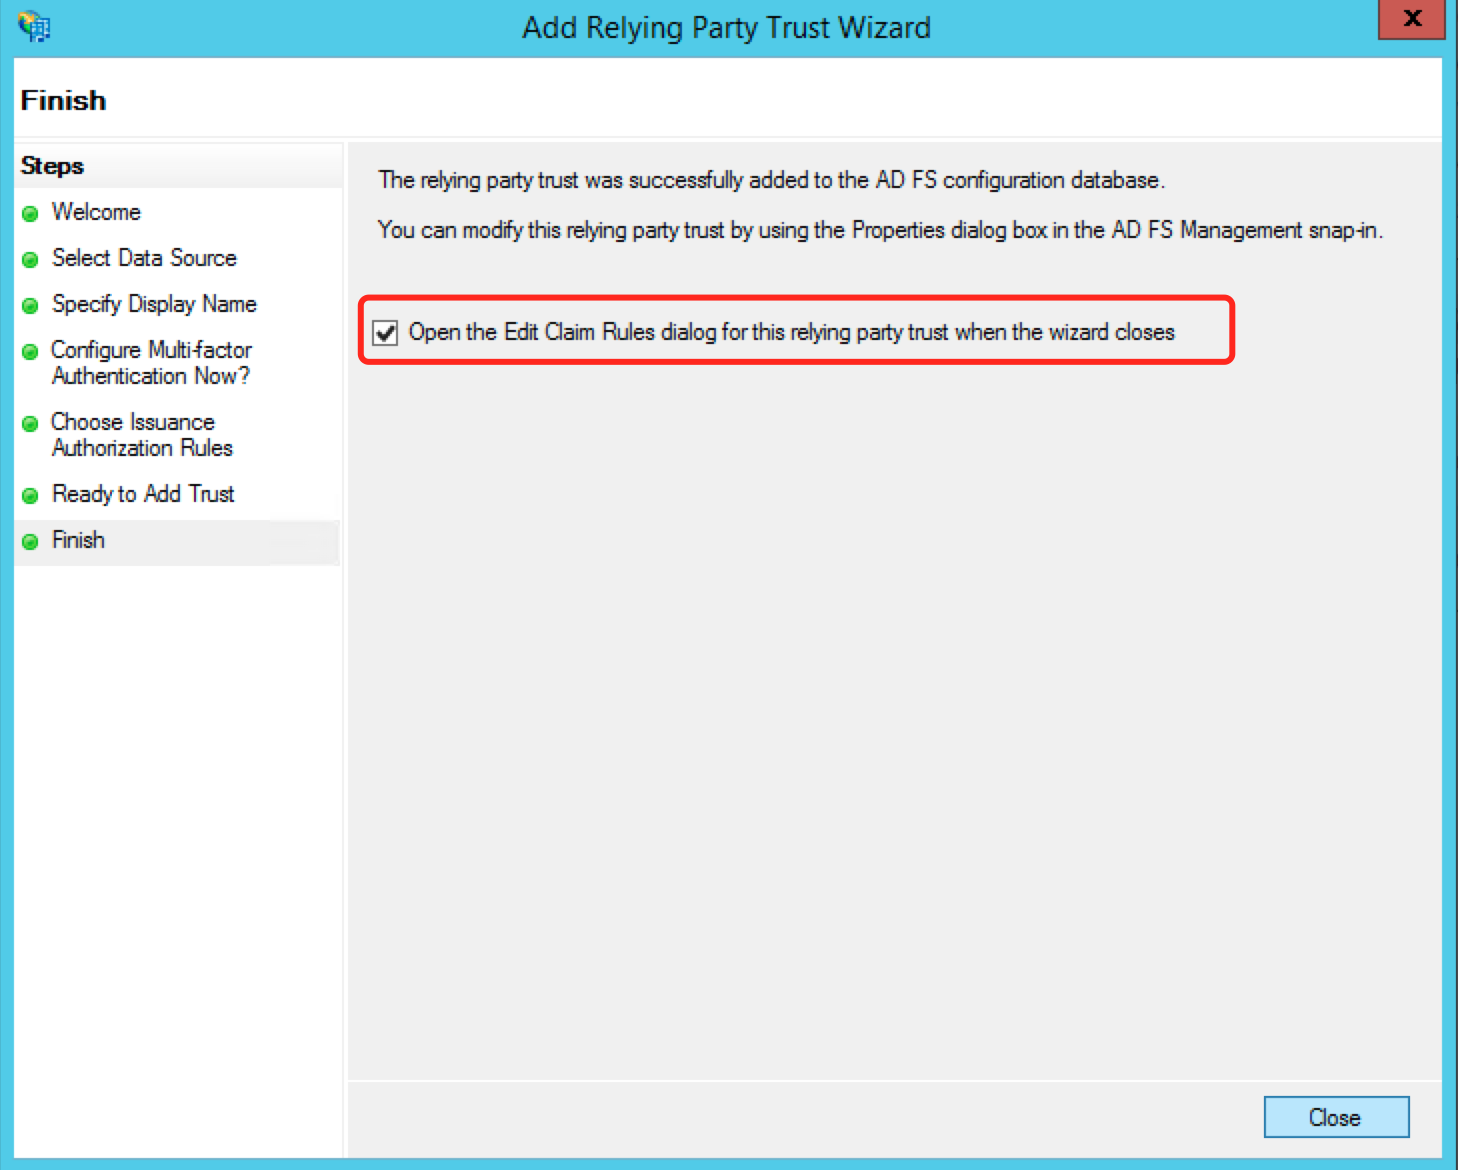 Add Relying Party Trust Wizard
X
Finish
Steps
Welcome
Select Data Source
Specify Display Name
Configure Multi-factor
Authentication Now?
Choose Issuance
Authorization Rules
Ready to Add Trust
Finish
The relying party trust was successfully added to the AD FS configuration database.
You can modify this relying party trust by using the Properties dialog box in the AD FS Management snap-in.
Open the Edit Claim Rules dialog for this relying party trust when the wizard closes
Close